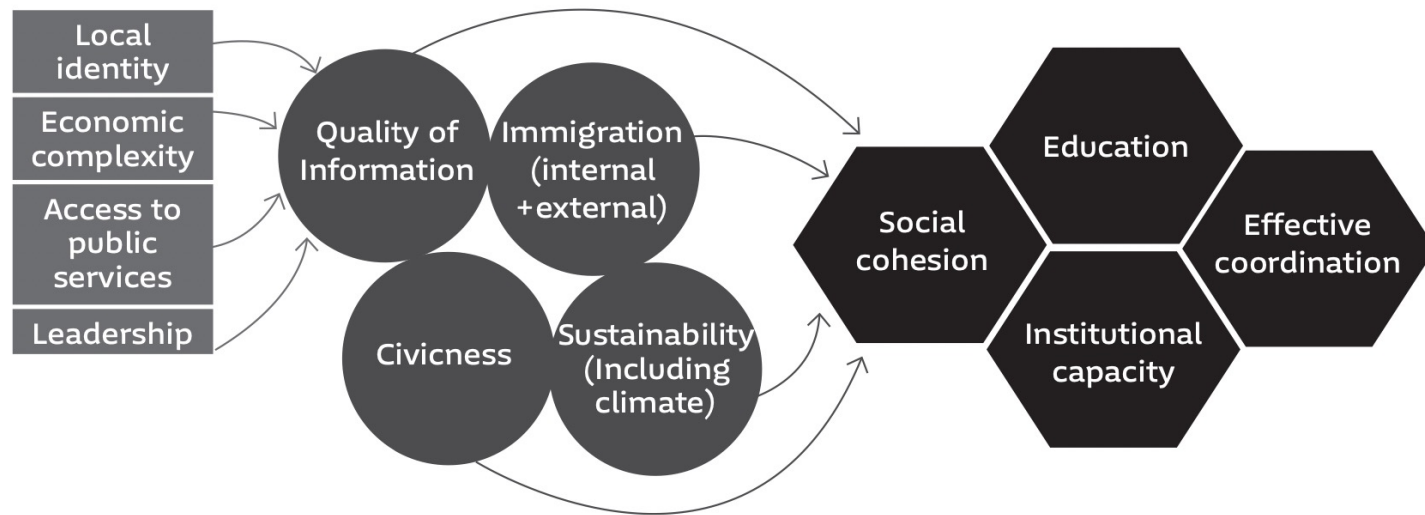 Local
identity
Economic
complexity
Access to
public
services
Leadership
Quality of
Information
Immigration
(internal
+external)
Civicness
Sustainability
(Including
climate)
Social
cohesion
Education
Institutional
capacity
Effective
coordination